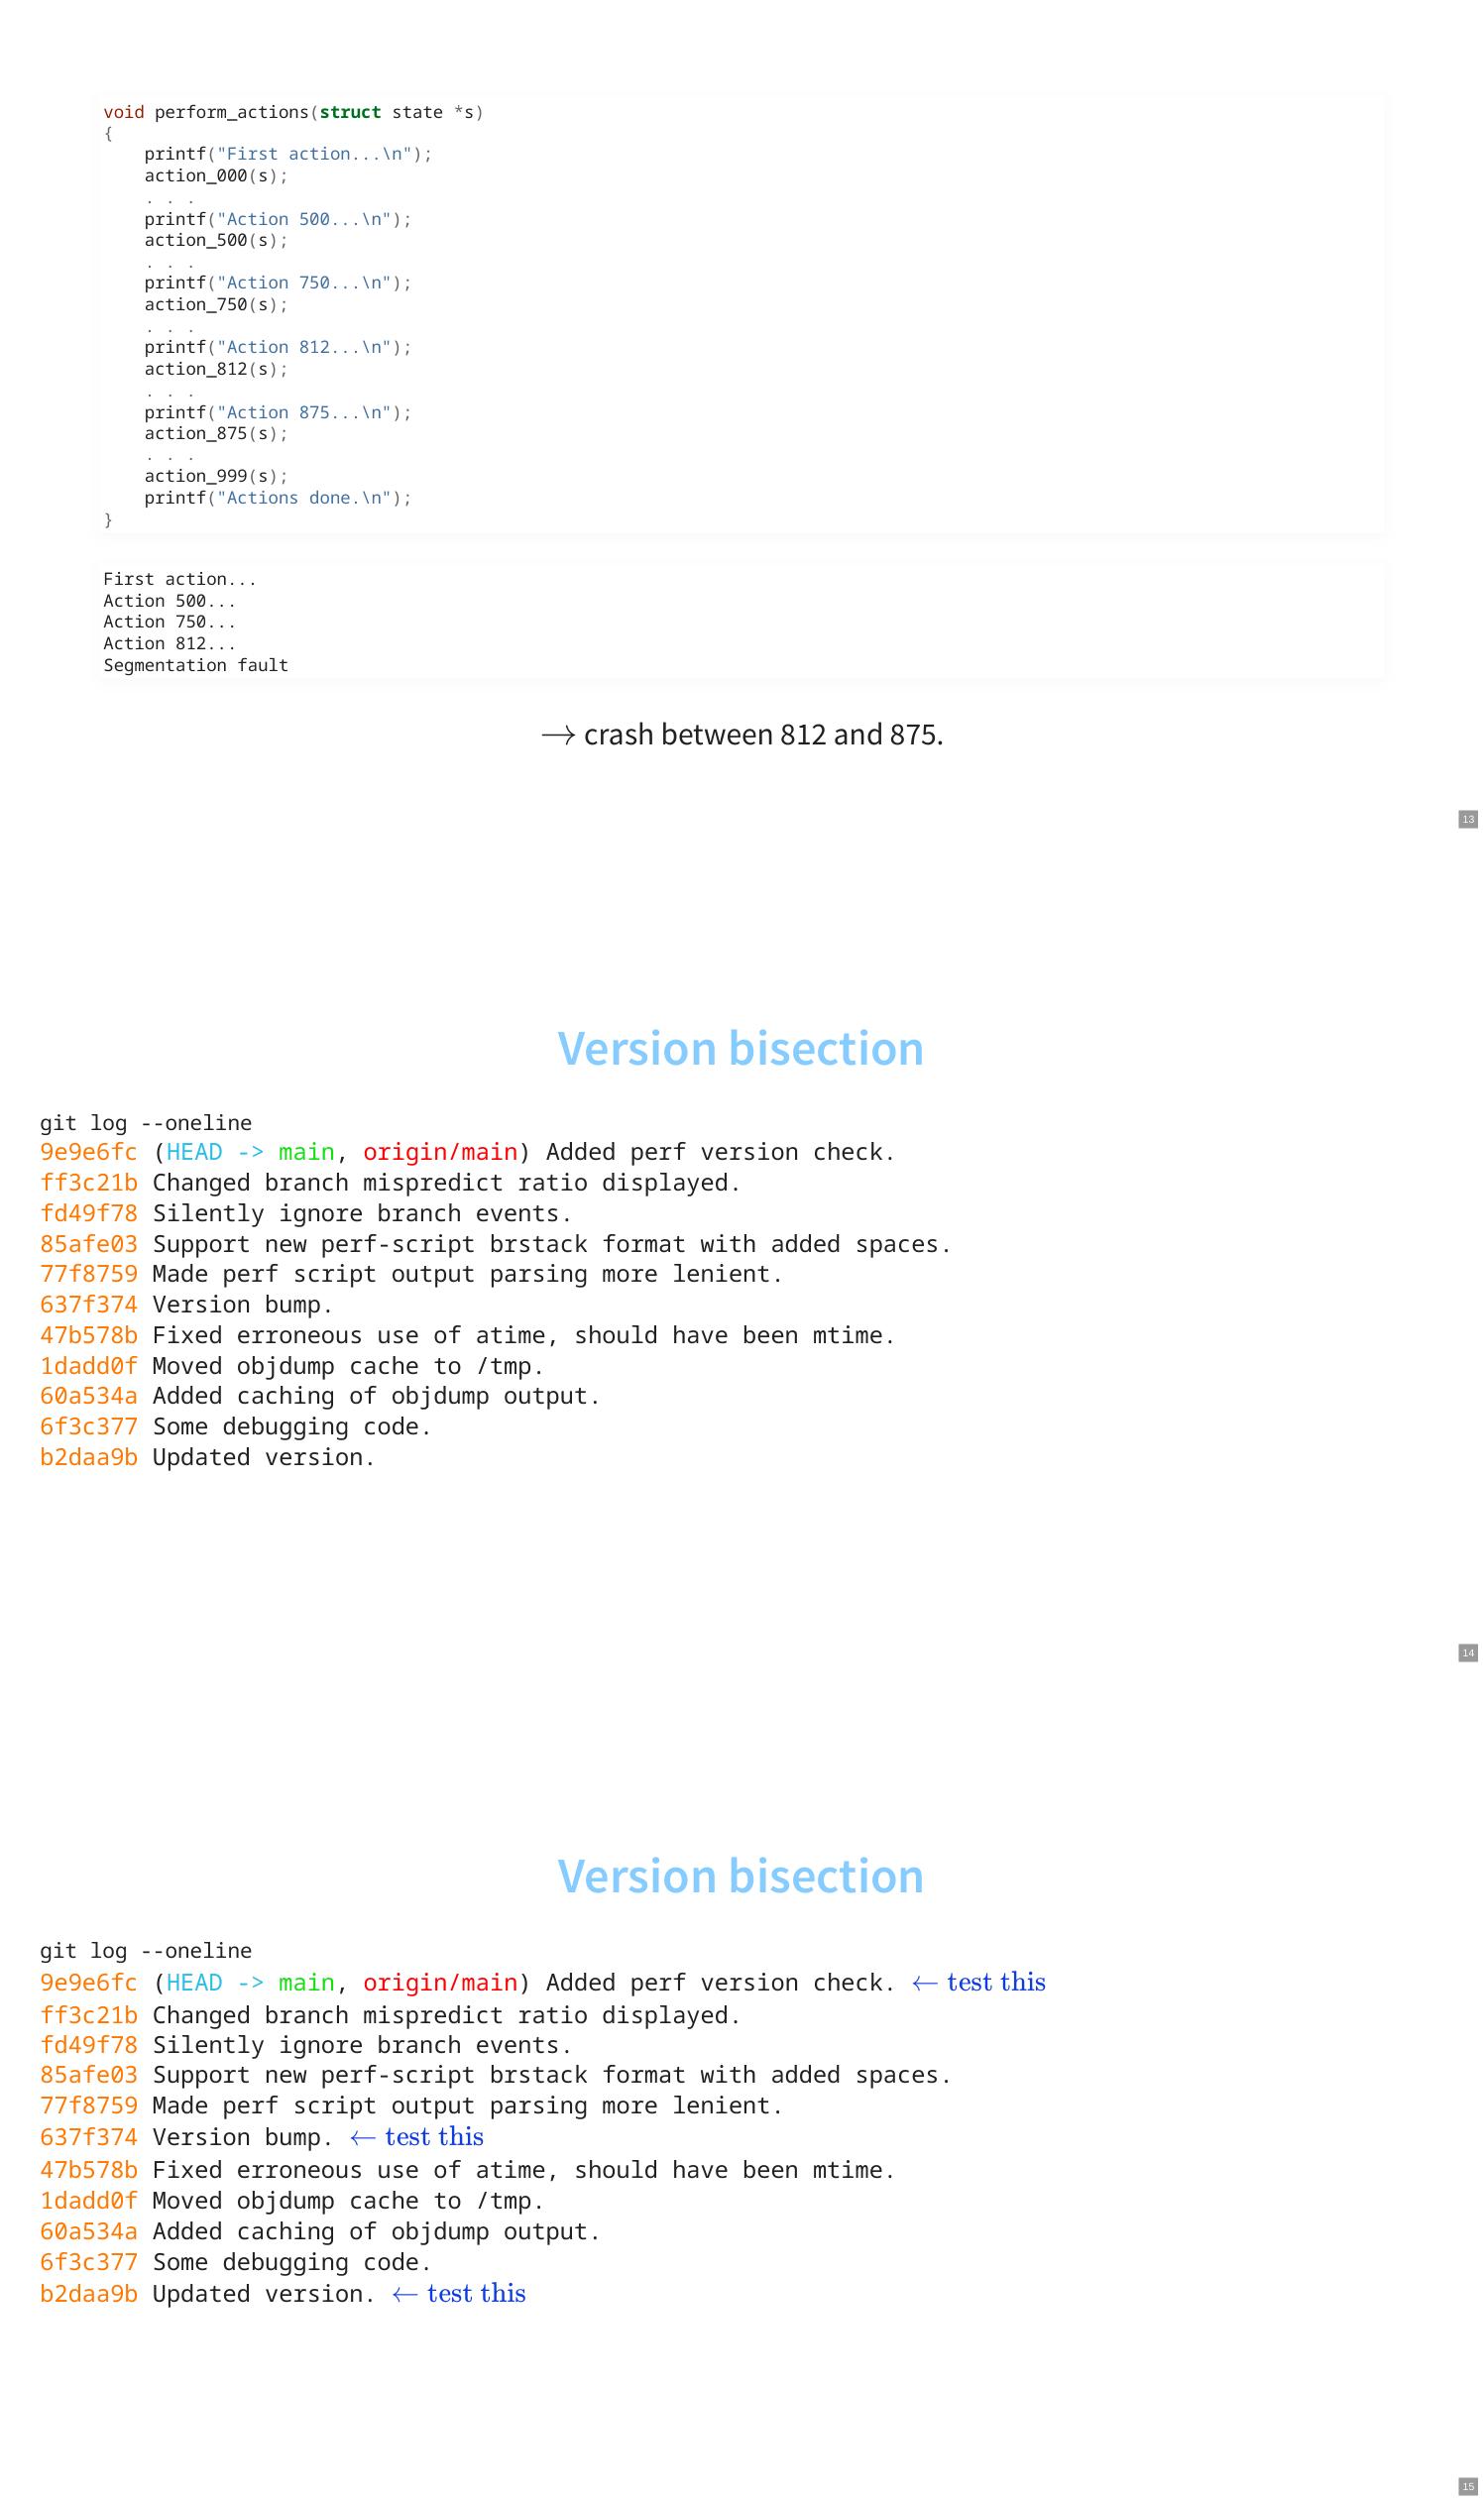 void perform_actions(struct state *s)
{
    printf("First action...\n");
    action_000(s);
    . . .
    printf("Action 500...\n");
    action_500(s);
    . . .
    printf("Action 750...\n");
    action_750(s);
    . . .
    printf("Action 812...\n");
    action_812(s);
    . . .
    printf("Action 875...\n");
    action_875(s);
    . . .
    action_999(s);
    printf("Actions done.\n");
}
First action...
Action 500...
Action 750...
Action 812...
Segmentation fault
→ crash between 812 and 875.
13
Version bisection
git log --oneline
9e9e6fc (HEAD -> main, origin/main) Added perf version check.
ff3c21b Changed branch mispredict ratio displayed.
fd49f78 Silently ignore branch events.
85afe03 Support new perf-script brstack format with added spaces.
77f8759 Made perf script output parsing more lenient.
637f374 Version bump.
47b578b Fixed erroneous use of atime, should have been mtime.
1dadd0f Moved objdump cache to /tmp.
60a534a Added caching of objdump output.
6f3c377 Some debugging code.
b2daa9b Updated version.
14
Version bisection
git log --oneline
9e9e6fc (HEAD -> main, origin/main) Added perf version check. ← test this
ff3c21b Changed branch mispredict ratio displayed.
fd49f78 Silently ignore branch events.
85afe03 Support new perf-script brstack format with added spaces.
77f8759 Made perf script output parsing more lenient.
637f374 Version bump. ← test this
47b578b Fixed erroneous use of atime, should have been mtime.
1dadd0f Moved objdump cache to /tmp.
60a534a Added caching of objdump output.
6f3c377 Some debugging code.
b2daa9b Updated version. ← test this
15